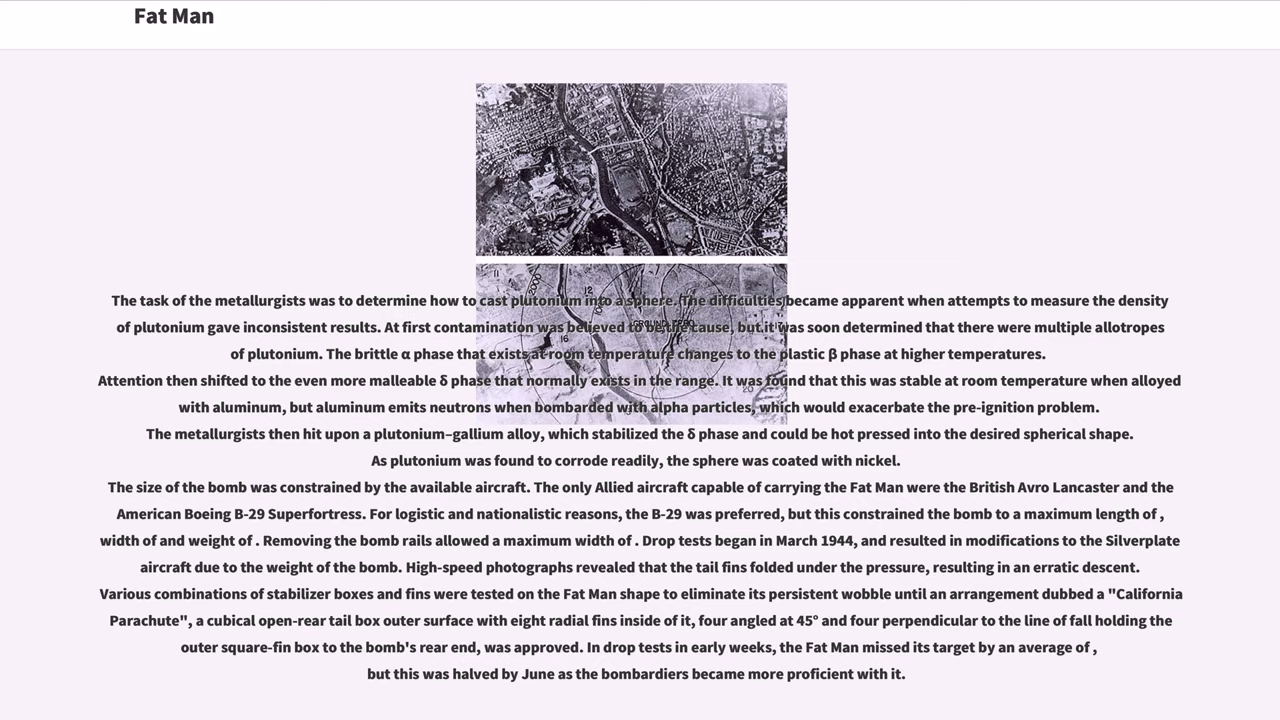 Fat Man
11
2000
12
GROUND ZERO
16
20
The task of the metallurgists was to determine how to cast plutonium into a sphere. The difficulties became apparent when attempts to measure the density
of plutonium gave inconsistent results. At first contamination was believed to be the cause, but it was soon determined that there were multiple allotropes
of plutonium. The brittle α phase that exists at room temperature changes to the plastic β phase at higher temperatures.
Attention then shifted to the even more malleable δ phase that normally exists in the range. It was found that this was stable at room temperature when alloyed
with aluminum, but aluminum emits neutrons when bombarded with alpha particles, which would exacerbate the pre-ignition problem.
The metallurgists then hit upon a plutonium–gallium alloy, which stabilized the δ phase and could be hot pressed into the desired spherical shape.
As plutonium was found to corrode readily, the sphere was coated with nickel.
The size of the bomb was constrained by the available aircraft. The only Allied aircraft capable of carrying the Fat Man were the British Avro Lancaster and the
American Boeing B-29 Superfortress. For logistic and nationalistic reasons, the B-29 was preferred, but this constrained the bomb to a maximum length of ,
width of and weight of . Removing the bomb rails allowed a maximum width of . Drop tests began in March 1944, and resulted in modifications to the Silverplate
aircraft due to the weight of the bomb. High-speed photographs revealed that the tail fins folded under the pressure, resulting in an erratic descent.
Various combinations of stabilizer boxes and fins were tested on the Fat Man shape to eliminate its persistent wobble until an arrangement dubbed a "California
Parachute", a cubical open-rear tail box outer surface with eight radial fins inside of it, four angled at 45° and four perpendicular to the line of fall holding the
outer square-fin box to the bomb's rear end, was approved. In drop tests in early weeks, the Fat Man missed its target by an average of ,
but this was halved by June as the bombardiers became more proficient with it.